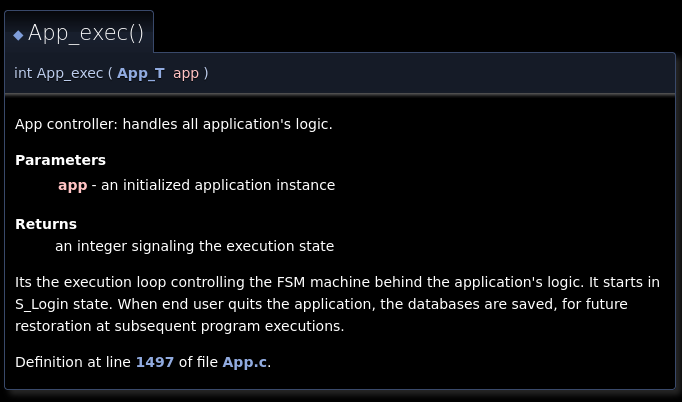 ◆ App_exec()
int App_exec ( App_T app )
App controller: handles all application's logic.
Parameters
app - an initialized application instance
Returns
an integer signaling the execution state
Its the execution loop controlling the FSM machine behind the application's logic. It starts in
S_Login state. When end user quits the application, the databases are saved, for future
restoration at subsequent program executions.
Definition at line 1497 of file App.c.